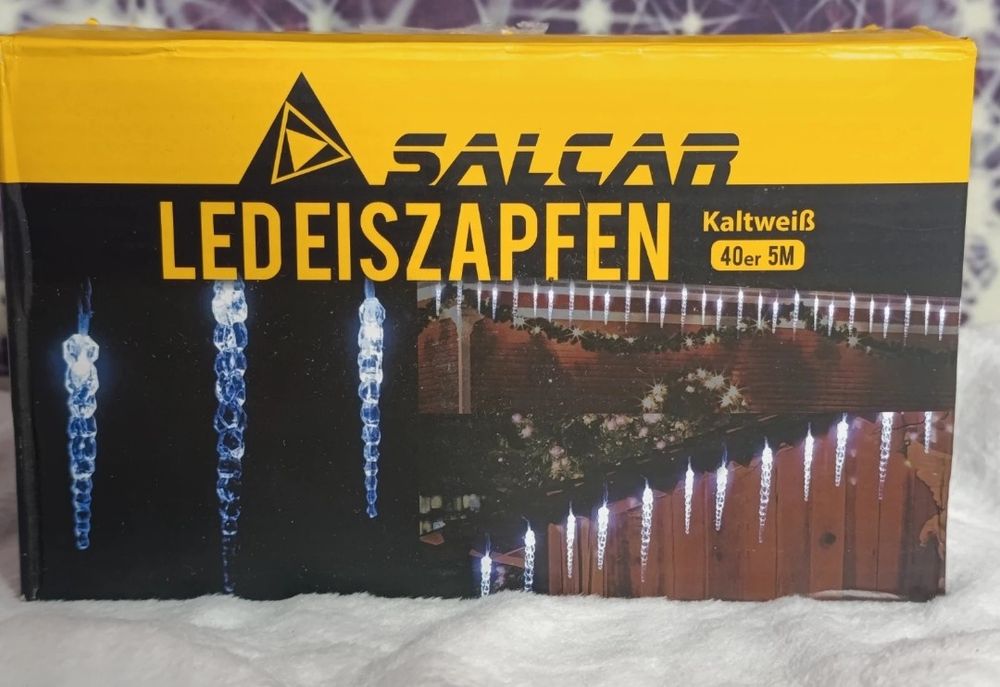 SALCAR
LED EISZAPFEN
Kaltweiß
40er 5M